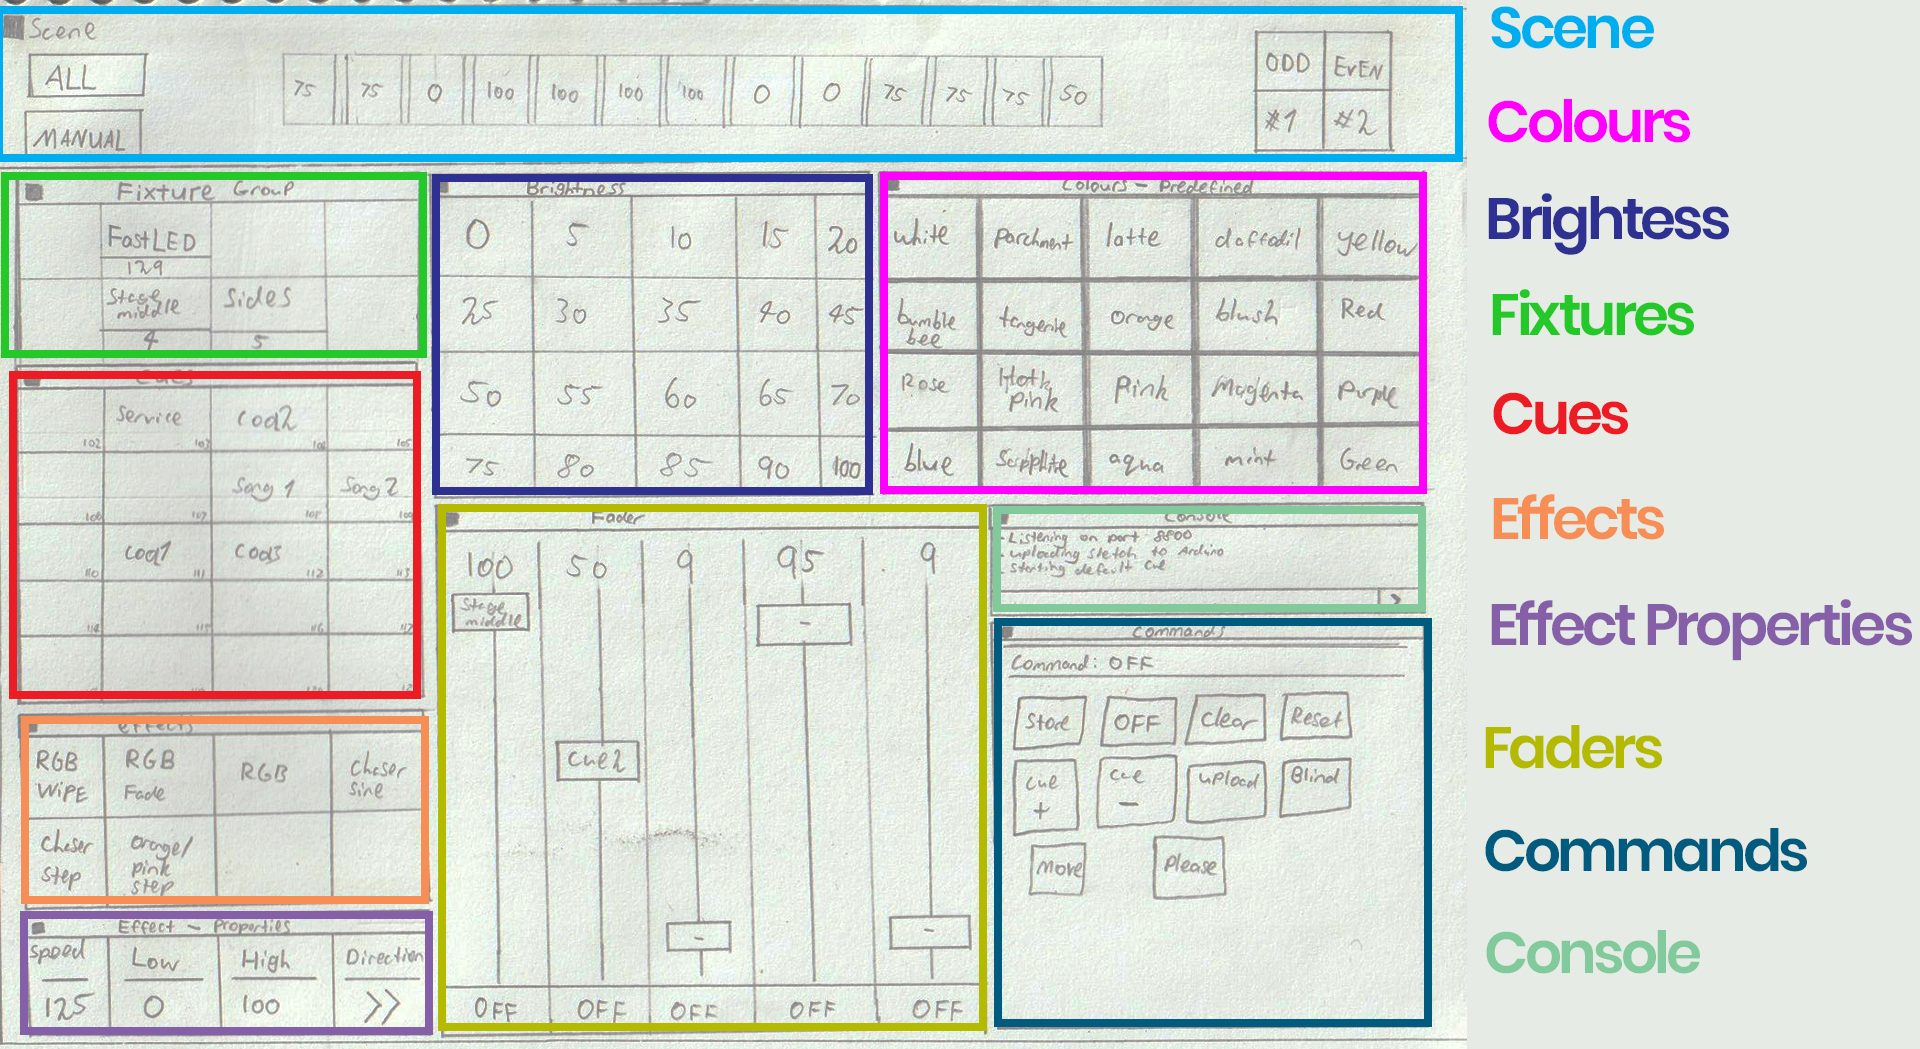 Scene
ALL
MANUAL
75 75 0 100 100 100 100 0 0 75 75 75 50
ODD EVEN
#1 #2
Fixture Group
FastLED
129
Stage middle
4
Sides
5
Cues
Service Coq2
102 103 104 105
Song 1 Song 2
106 107 108 109
Coq1 Coq3
110 111 112 113
114 115 116 117
effects
RGB WiPE
RGB Fade
RGB
Chaser Sine
Chaser Step
Orange/ pink step
Effect - Properties
Speed Low High Direction
125 0 100 >>
Brightness
0 5 10 15 20
25 30 35 40 45
50 55 60 65 70
75 80 85 90 100
Colours - Predefined
white Parchment latte daffodil yellow
bumble bee
tangerie orange blush Red
Rose
Hotk Pink
Pink Magenta Purple
blue aqua mint Green
Fader
100 50 9 95 9
Stage middle
Cue2
-
-
-
OFF OFF OFF OFF OFF
Console
- Listening on port 8800
- uploading sketch to Arduino
- Starting default cue
>
Commands
Command: OFF
Store OFF Clear Reset
Cue +
Cue -
upload Blind
Move Please
Scene
Colours
Brightess
Fixtures
Cues
Effects
Effect Properties
Faders
Commands
Console